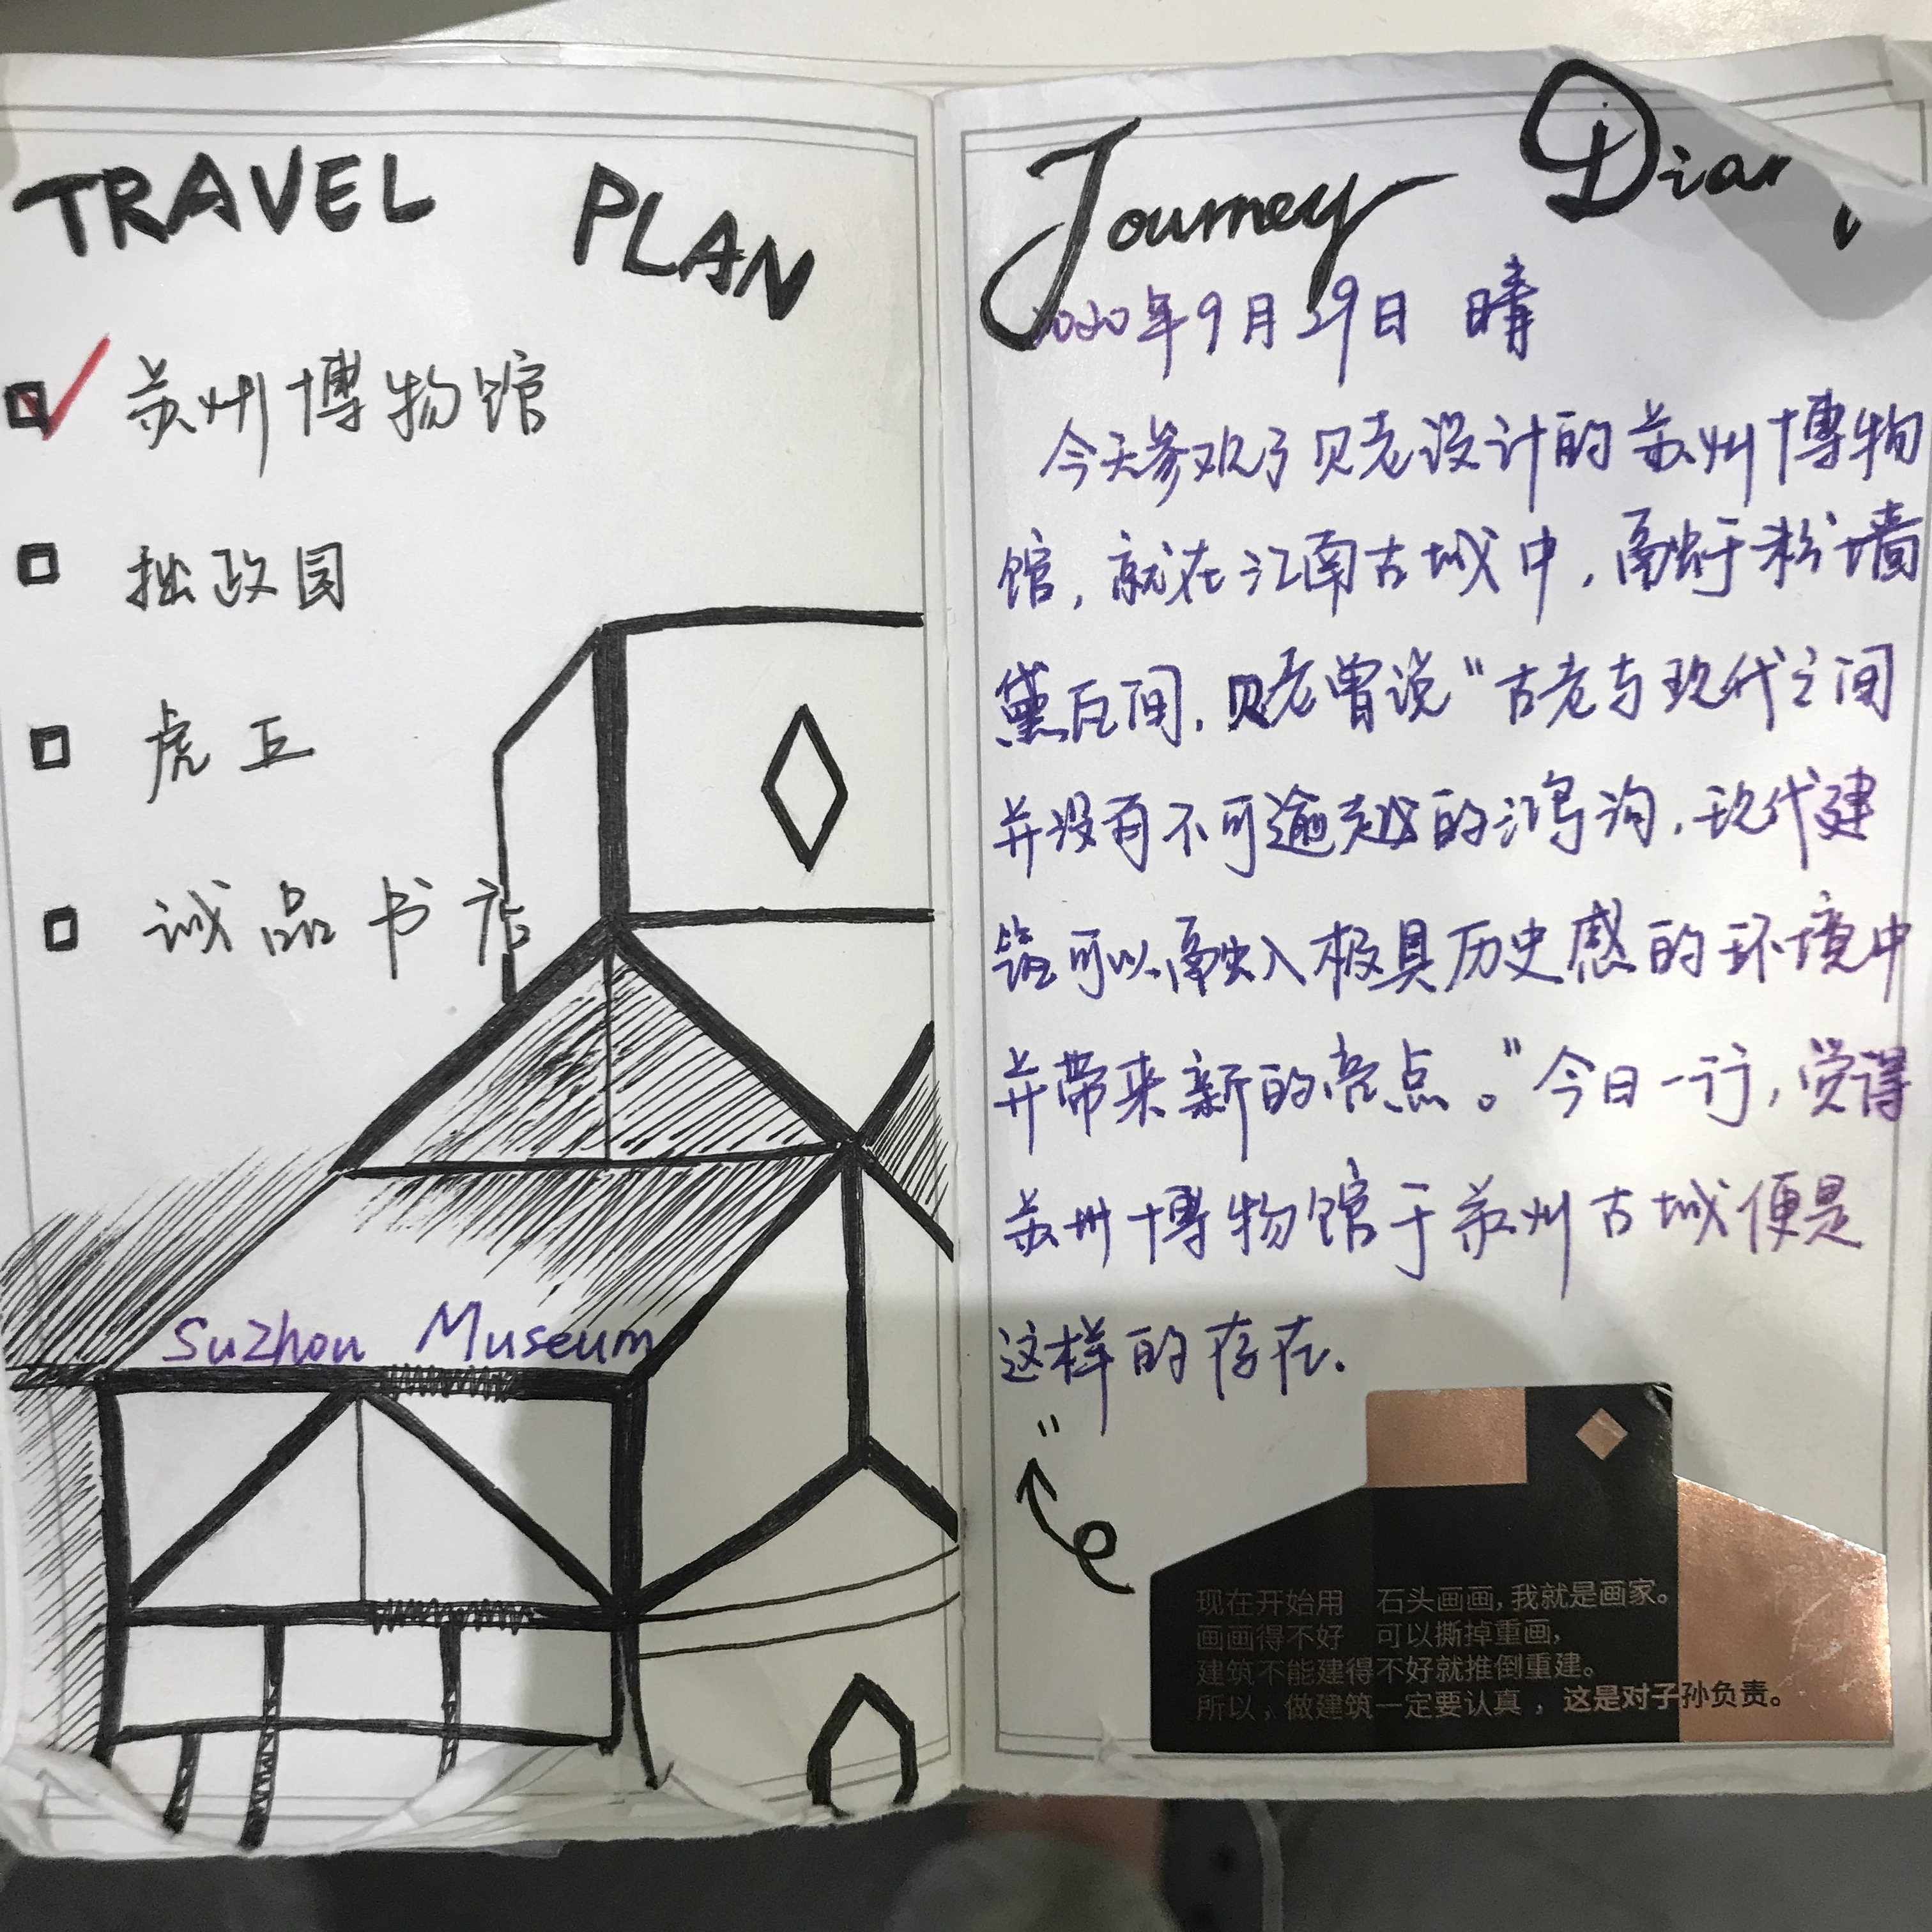 TRAVEL PLAN
苏州博物馆
拙政园
虎丘
诚品书店
Suzhou Museum
Journey Diary
2020年9月29日 晴
今天参观了贝老设计的苏州博物
馆，就在江南古城中，融于粉墙
黛瓦间，贝老曾说“古老与现代之间
并没有不可逾越的鸿沟，现代建
筑可以融入极具历史感的环境中
并带来新的亮点。”今日一行，觉得
苏州博物馆于苏州古城便是
这样的存在.
现在开始用 石头画画，我就是画家。
画画得不好 可以撕掉重画，
建筑不能建得不好就推倒重建。
所以，做建筑一定要认真，这是对子孙负责。